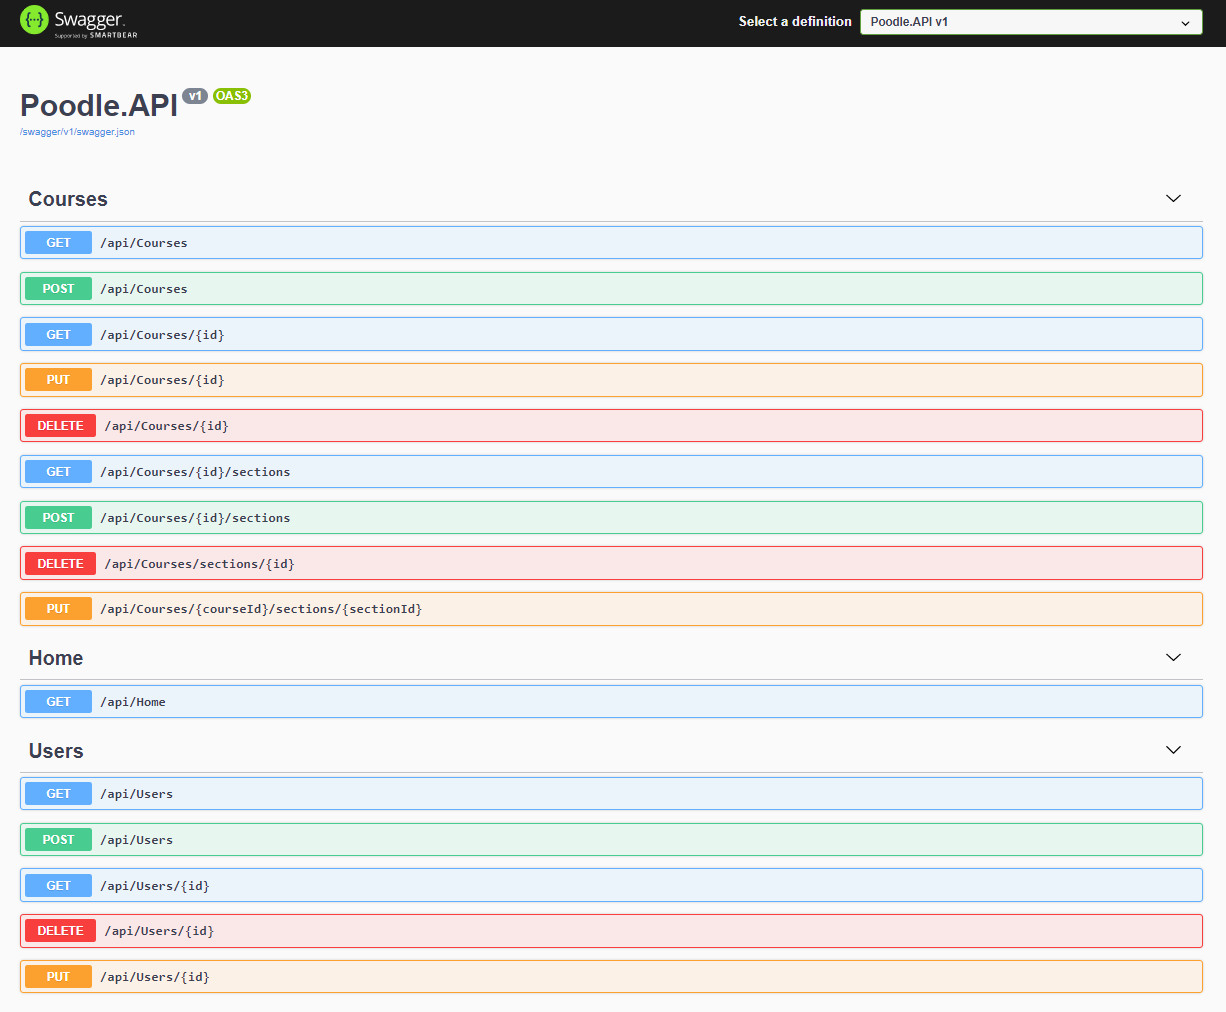 Swagger.
Supported by SMARTBEAR
Select a definition
Poodle.API v1
Poodle.API v1 OAS3
/swagger/v1/swagger.json
Courses
GET /api/Courses
POST /api/Courses
GET /api/Courses/{id}
PUT /api/Courses/{id}
DELETE /api/Courses/{id}
GET /api/Courses/{id}/sections
POST /api/Courses/{id}/sections
DELETE /api/Courses/sections/{id}
PUT /api/Courses/{courseId}/sections/{sectionId}
Home
GET /api/Home
Users
GET /api/Users
POST /api/Users
GET /api/Users/{id}
DELETE /api/Users/{id}
PUT /api/Users/{id}